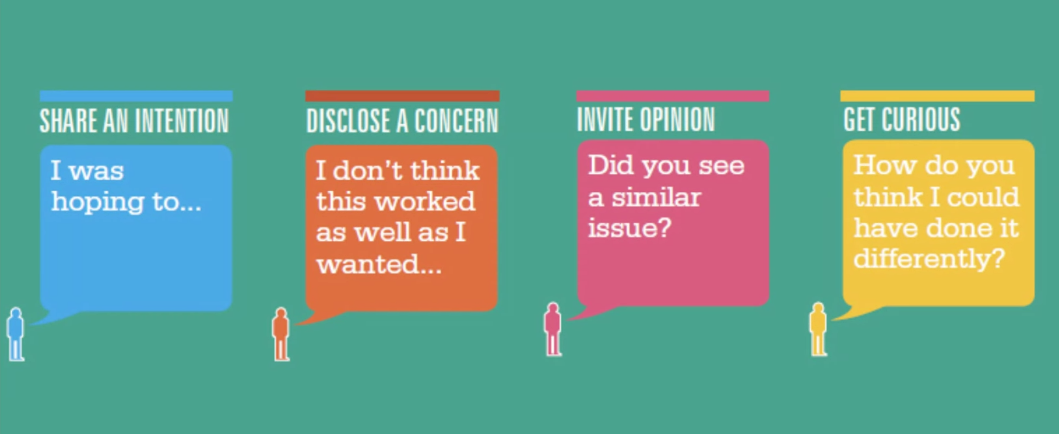 SHARE AN INTENTION
I was
hoping to...
DISCLOSE A CONCERN
I don't think
this worked
as well as I
wanted...
INVITE OPINION
Did you see
a similar
issue?
GET CURIOUS
How do you
think I could
have done it
differently?